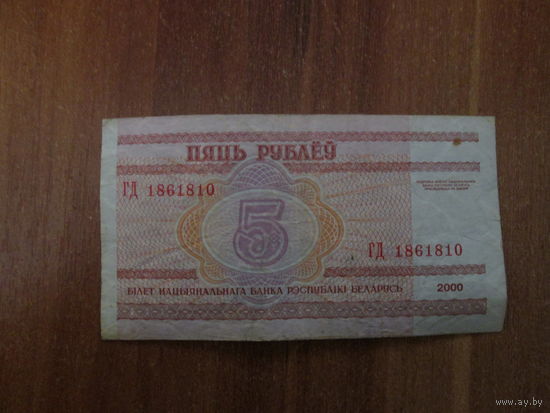 ПЯЦЬ РУБЛЁЎ
ГД 1861810
5
ГД 1861810
БІЛЕТ НАЦЫЯНАЛЬНАГА БАНКА РЭСПУБЛІКІ БЕЛАРУСЬ 2000
www.ay.by